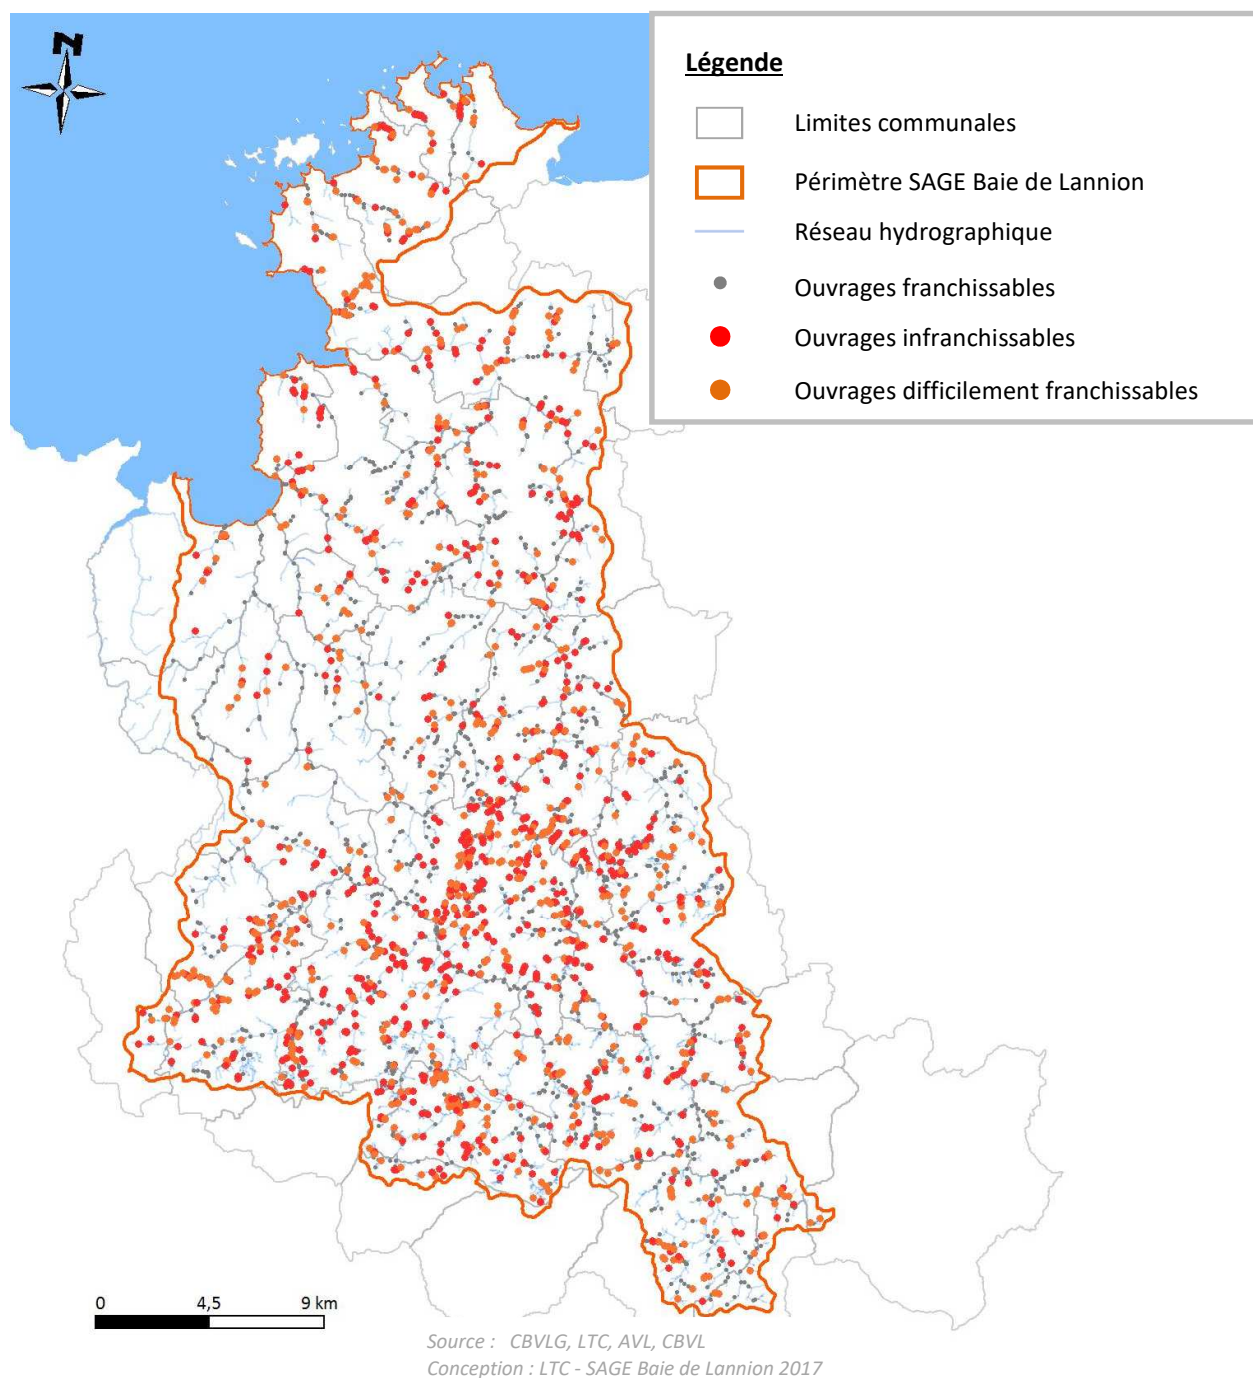 N
Légende
Limites communales
Périmètre SAGE Baie de Lannion
Réseau hydrographique
Ouvrages franchissables
Ouvrages infranchissables
Ouvrages difficilement franchissables
0 4,5 9 km
Source : CBVLG, LTC, AVL, CBVL
Conception : LTC - SAGE Baie de Lannion 2017